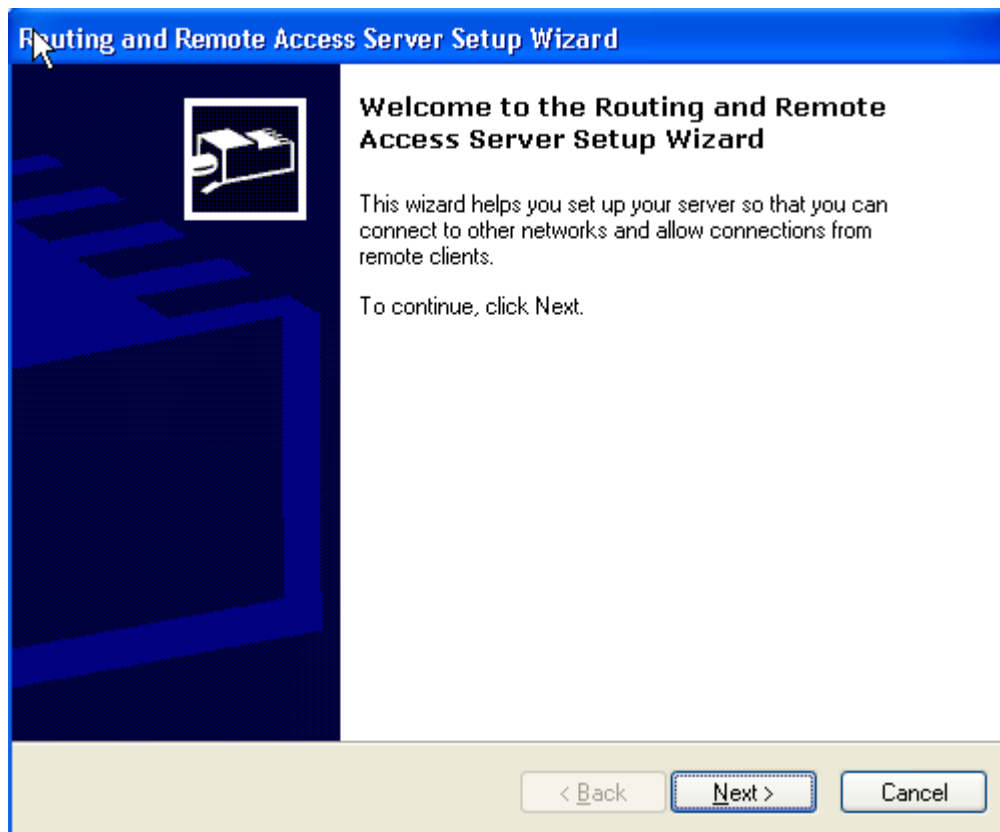 Routing and Remote Access Server Setup Wizard
Welcome to the Routing and Remote
Access Server Setup Wizard
This wizard helps you set up your server so that you can
connect to other networks and allow connections from
remote clients.
To continue, click Next.
< Back
Next >
Cancel